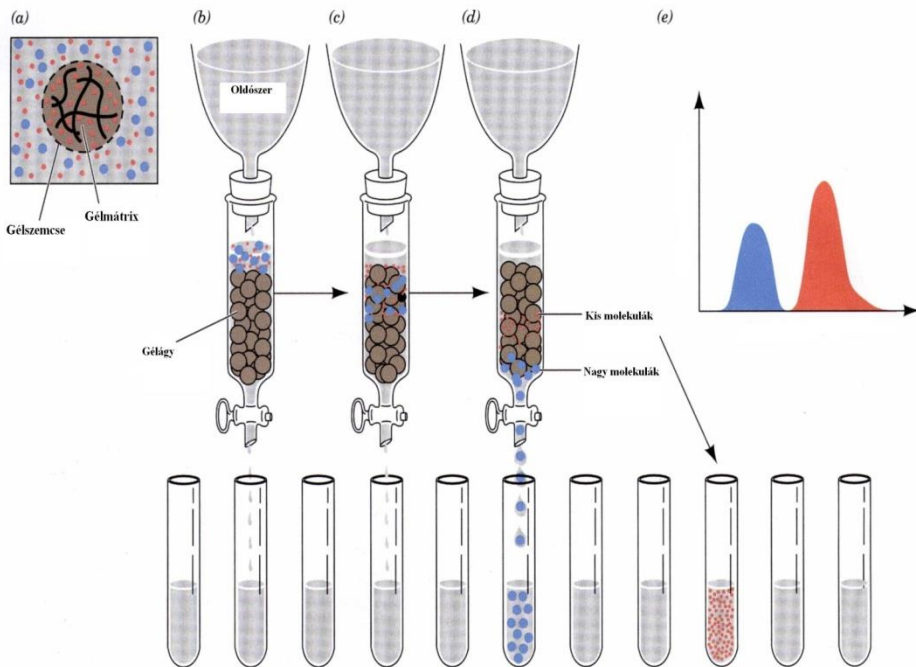 (a)
(b)
(c)
(d)
(e)
Oldószer
Gélmátrix
Gélszemcse
Gélágy
Kis molekulák
Nagy molekulák